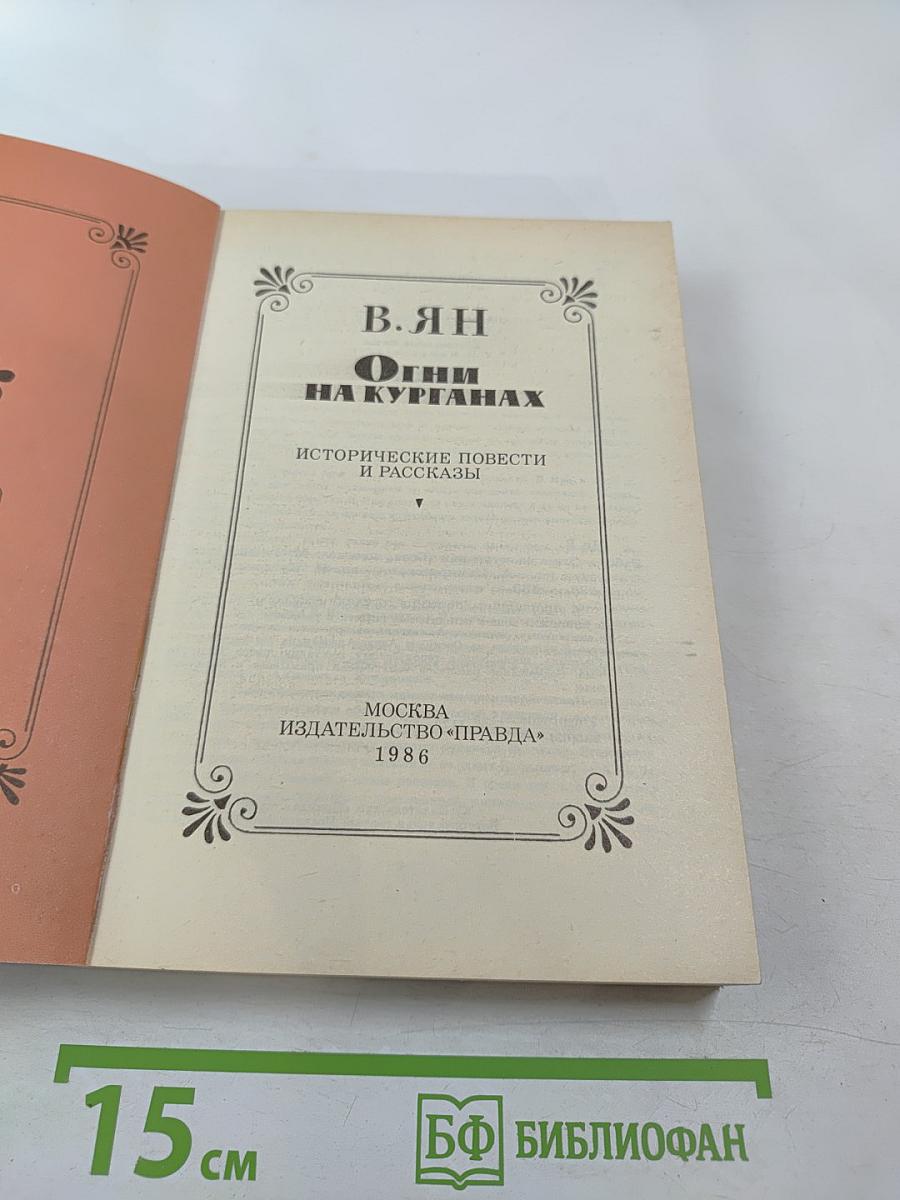 В. ЯН
ОГНИ
НА КУРГАНАХ
ИСТОРИЧЕСКИЕ ПОВЕСТИ
И РАССКАЗЫ
МОСКВА
ИЗДАТЕЛЬСТВО «ПРАВДА»
1986
15 см
БФ БИБЛИОФАН